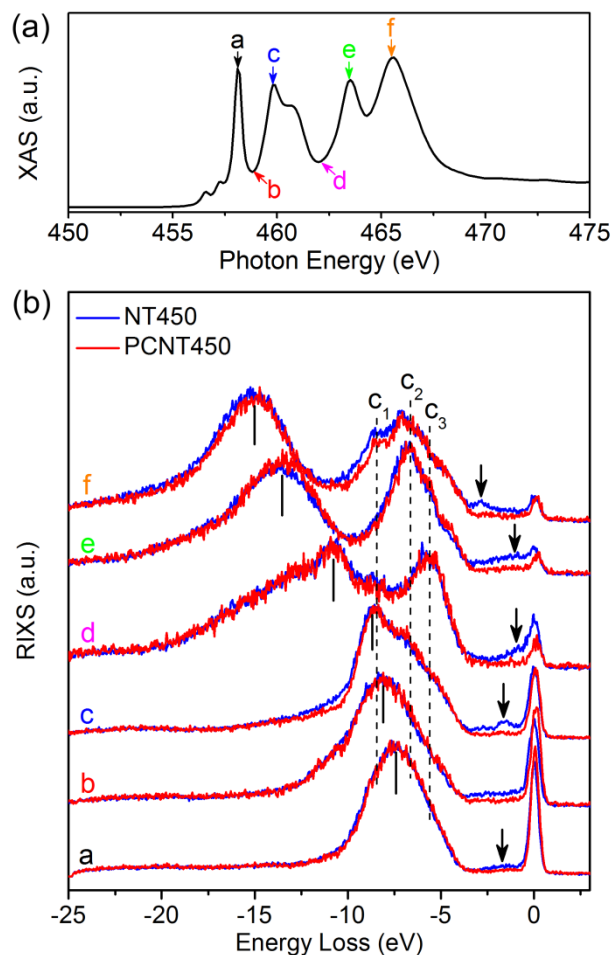 (a)
XAS (a.u.)
a
b
c
d
e
f
450 455 460 465 470 475
Photon Energy (eV)
(b)
NT450
PCNT450
C1 C2 C3
f
e
d
c
b
a
RIXS (a.u.)
-25 -20 -15 -10 -5 0
Energy Loss (eV)